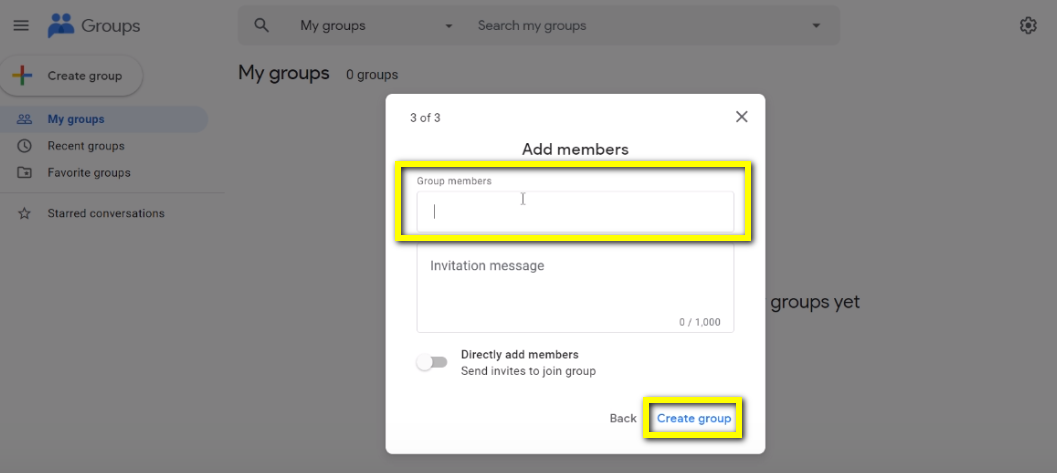 Groups
My groups
Search my groups
Create group
My groups 0 groups
My groups
Recent groups
Favorite groups
Starred conversations
3 of 3
Add members
Group members
Invitation message
0 / 1,000
Directly add members
Send invites to join group
Back
Create group
groups yet